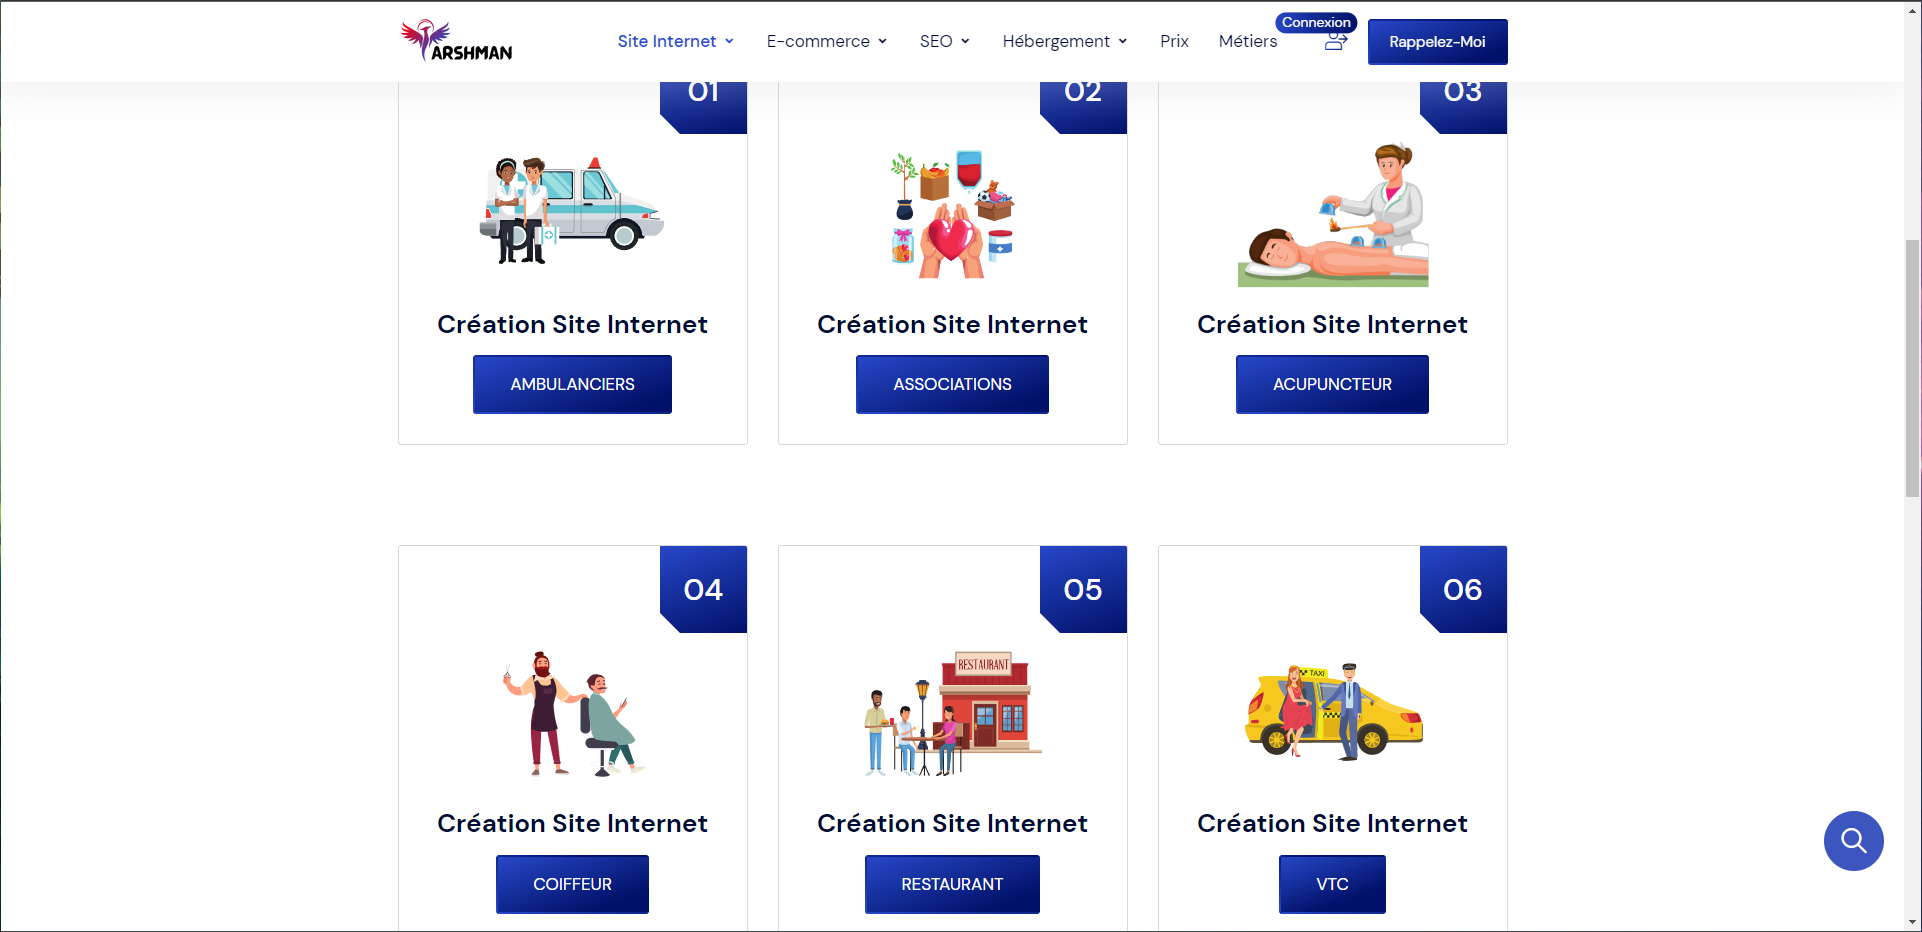 ARSHMAN
Site Internet
E-commerce
SEO
Hébergement
Prix
Métiers
Connexion
Rappelez-Moi
01
02
03
Création Site Internet
Création Site Internet
Création Site Internet
AMBULANCIERS
ASSOCIATIONS
ACUPUNCTEUR
04
05
06
RESTAURANT
TAXI
Création Site Internet
Création Site Internet
Création Site Internet
COIFFEUR
RESTAURANT
VTC